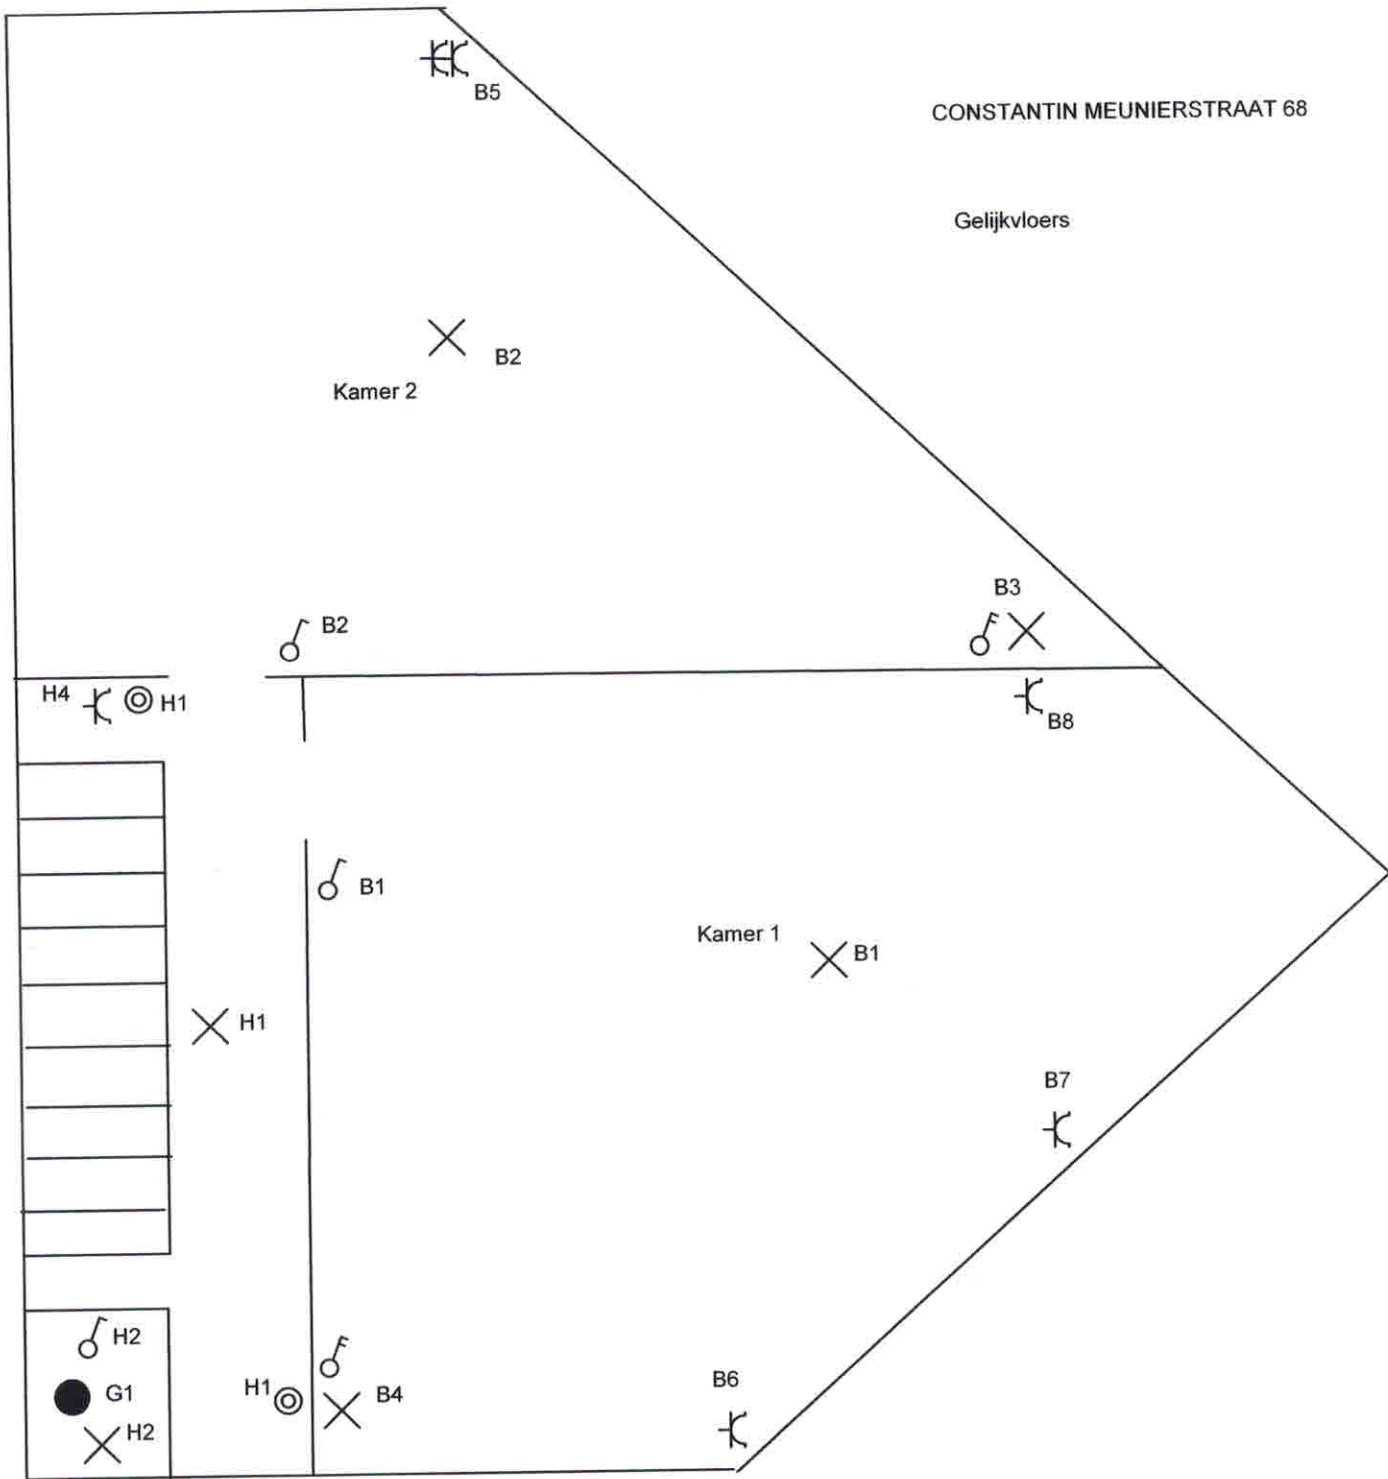 B5
CONSTANTIN MEUNIERSTRAAT 68
Gelijkvloers
B2
Kamer 2
B3
B2
H4
H1
B8
B1
Kamer 1
B1
H1
B7
H2
G1
H2
H1
B4
B6